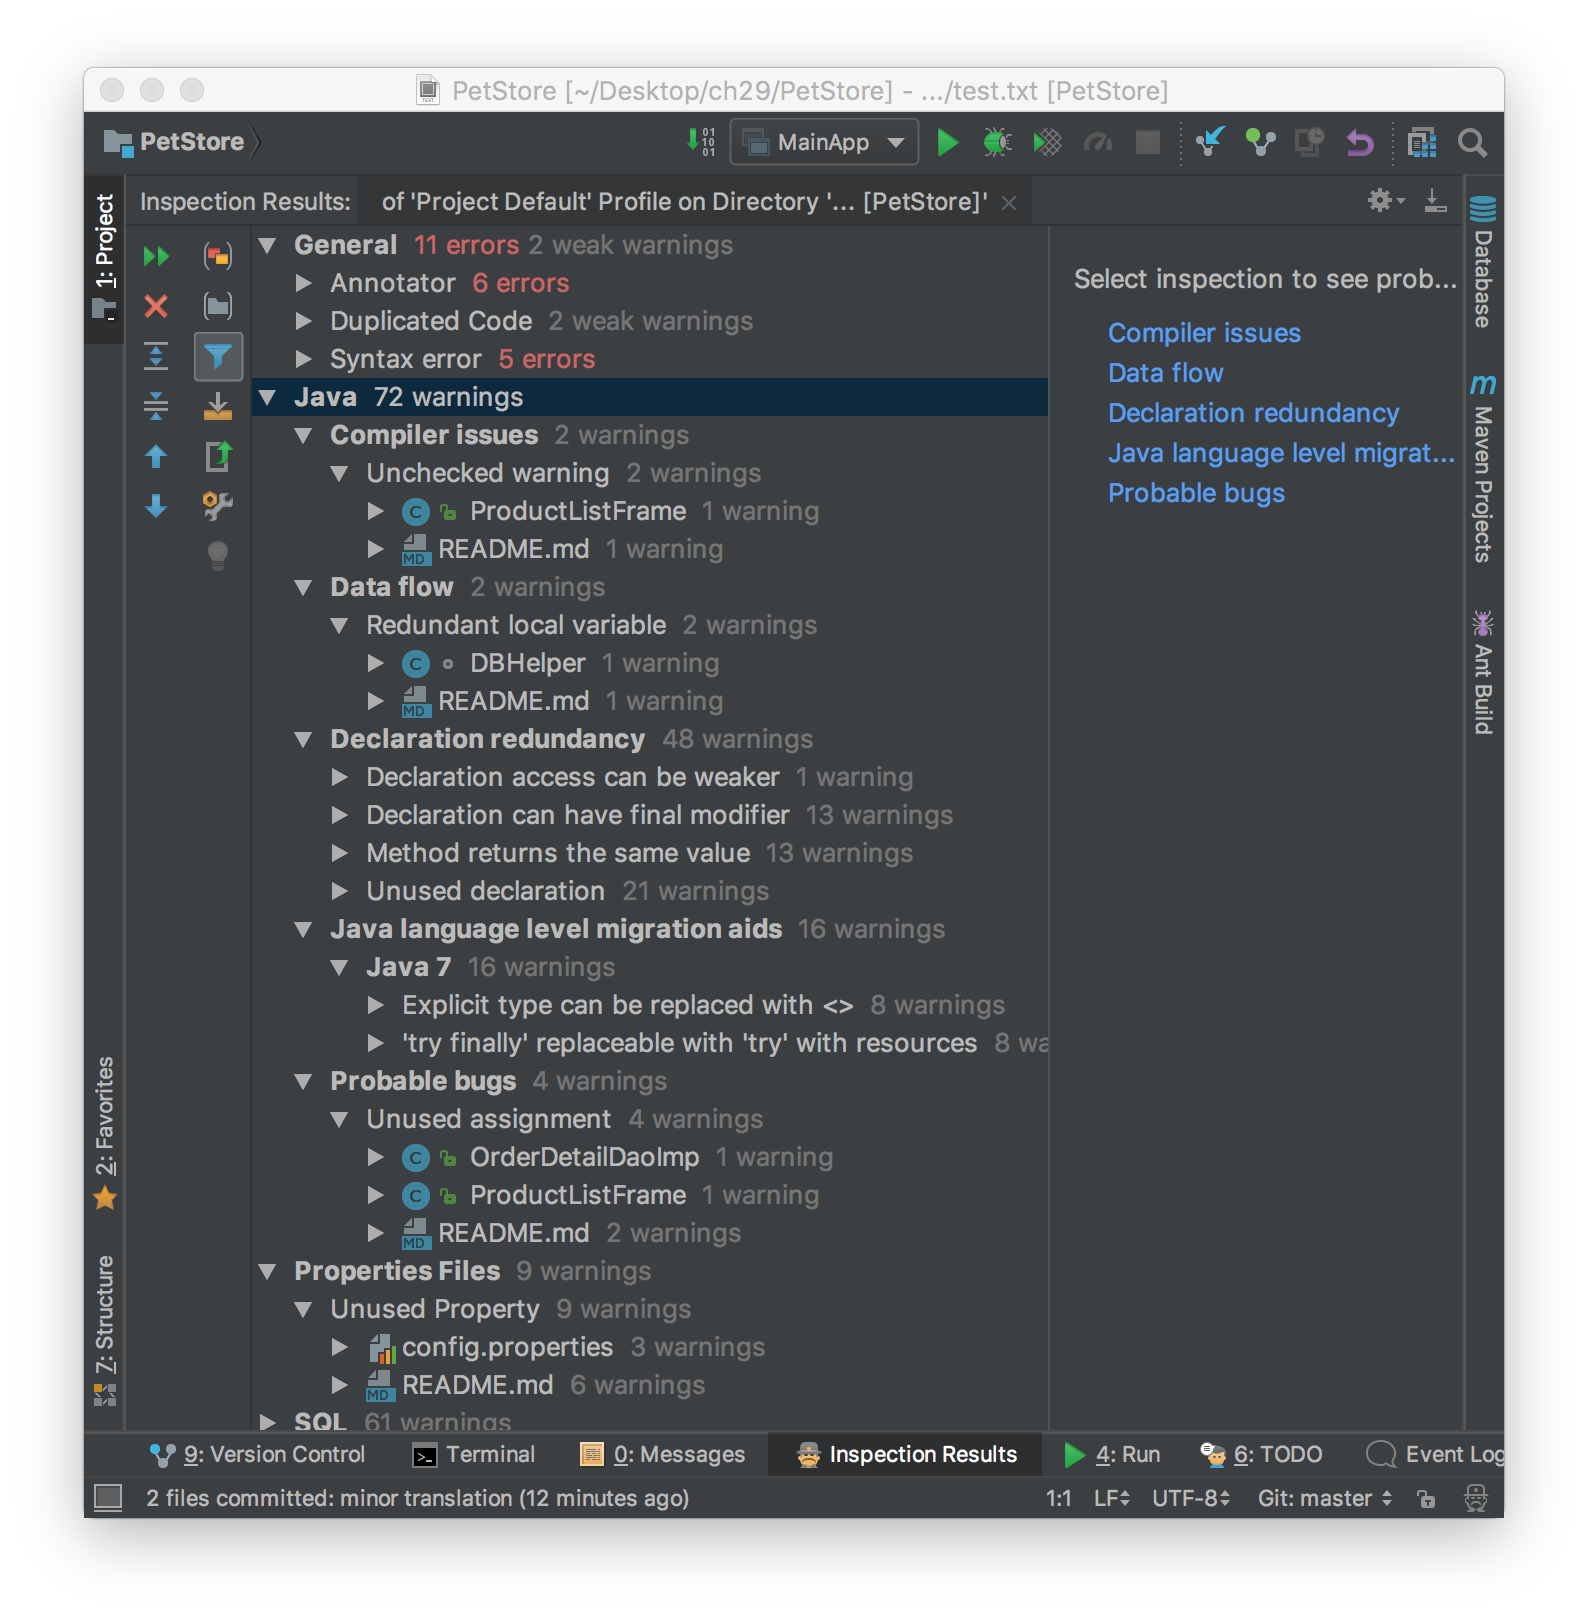 PetStore [~/Desktop/ch29/PetStore] - .../test.txt [PetStore]
PetStore
MainApp
Inspection Results: of 'Project Default' Profile on Directory '... [PetStore]'
1: Project
General 11 errors 2 weak warnings
Annotator 6 errors
Duplicated Code 2 weak warnings
Syntax error 5 errors
Java 72 warnings
Compiler issues 2 warnings
Unchecked warning 2 warnings
ProductListFrame 1 warning
README.md 1 warning
Data flow 2 warnings
Redundant local variable 2 warnings
DBHelper 1 warning
README.md 1 warning
Declaration redundancy 48 warnings
Declaration access can be weaker 1 warning
Declaration can have final modifier 13 warnings
Method returns the same value 13 warnings
Unused declaration 21 warnings
Java language level migration aids 16 warnings
Java 7 16 warnings
Explicit type can be replaced with <> 8 warnings
'try finally' replaceable with 'try' with resources 8 wa
Probable bugs 4 warnings
Unused assignment 4 warnings
OrderDetailDaoImp 1 warning
ProductListFrame 1 warning
README.md 2 warnings
Properties Files 9 warnings
Unused Property 9 warnings
config.properties 3 warnings
README.md 6 warnings
SQL 61 warnings
Select inspection to see prob...
Compiler issues
Data flow
Declaration redundancy
Java language level migrat...
Probable bugs
Database
Maven Projects
Ant Build
2: Favorites
7: Structure
9: Version Control
Terminal
0: Messages
Inspection Results
4: Run
6: TODO
Event Log
2 files committed: minor translation (12 minutes ago)
1:1 LF UTF-8 Git: master